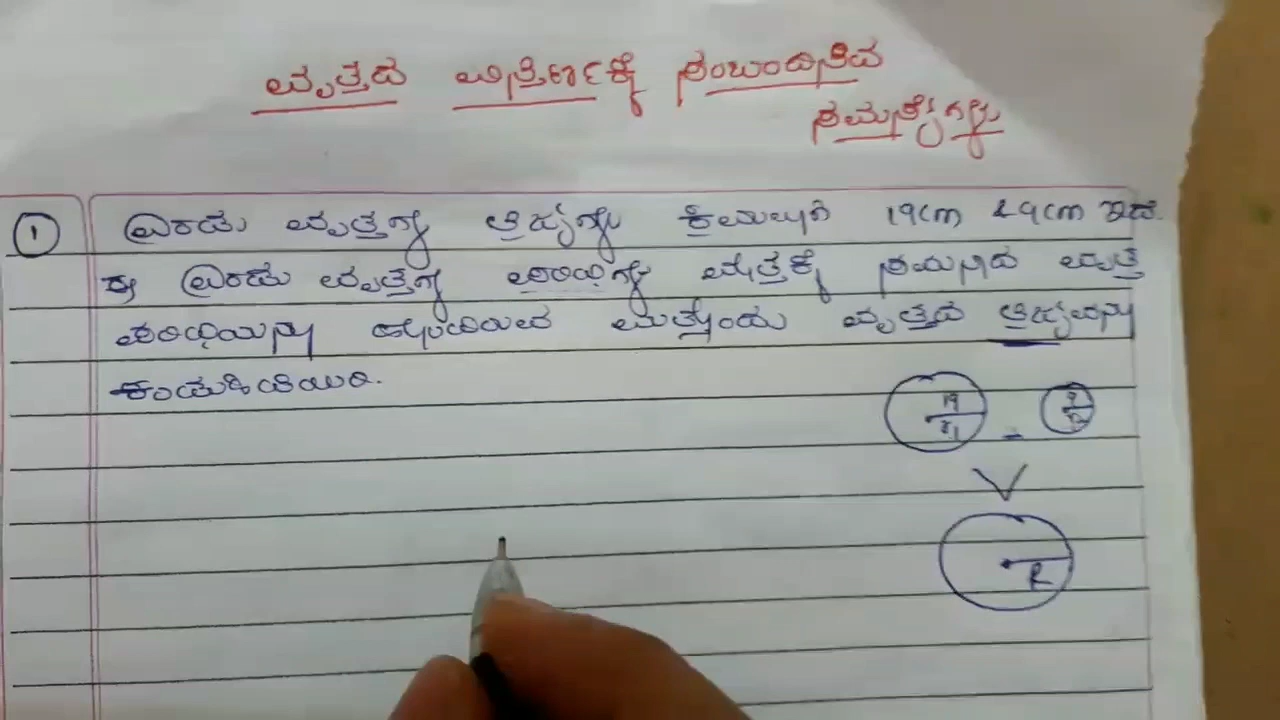 ವೃತ್ತದ ವಿಸ್ತೀರ್ಣಕ್ಕೆ ಸಂಬಂದಿಸಿದ
ಸಮಸ್ಯೆಗಳು
1 ಎರಡು ವೃತ್ತಗಳ ತ್ರಿಜ್ಯಗಳು ಕ್ರಮವಾಗಿ 19cm & 9cm ಇದೆ.
ಈ ಎರಡು ವೃತ್ತಗಳ ಪರಿಧಿಗಳ ಮೊತ್ತಕ್ಕೆ ಸಮನಾದ ವೃತ್ತ
ಪರಿಧಿಯನ್ನು ಹೊಂದಿರುವ ಮತ್ತೊಂದು ವೃತ್ತದ ತ್ರಿಜ್ಯವನ್ನು
ಕಂಡುಹಿಡಿಯಿರಿ.
19 9
r1 r2
R